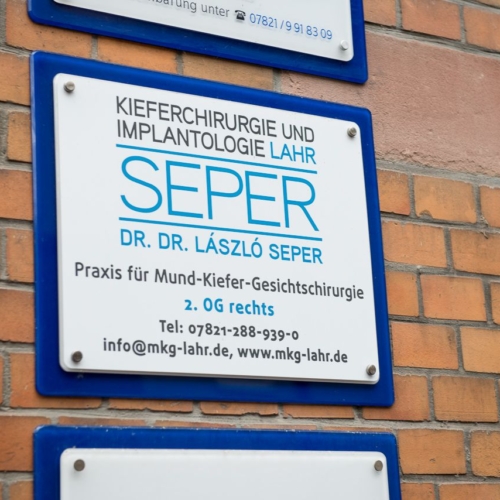 unter ☎ 07821/9 91 83 09
KIEFERCHIRURGIE UND
IMPLANTOLOGIE LAHR
SEPER
DR. DR. LÁSZLÓ SEPER
Praxis für Mund-Kiefer-Gesichtschirurgie
2. OG rechts
Tel: 07821-288-939-0
info@mkg-lahr.de, www.mkg-lahr.de